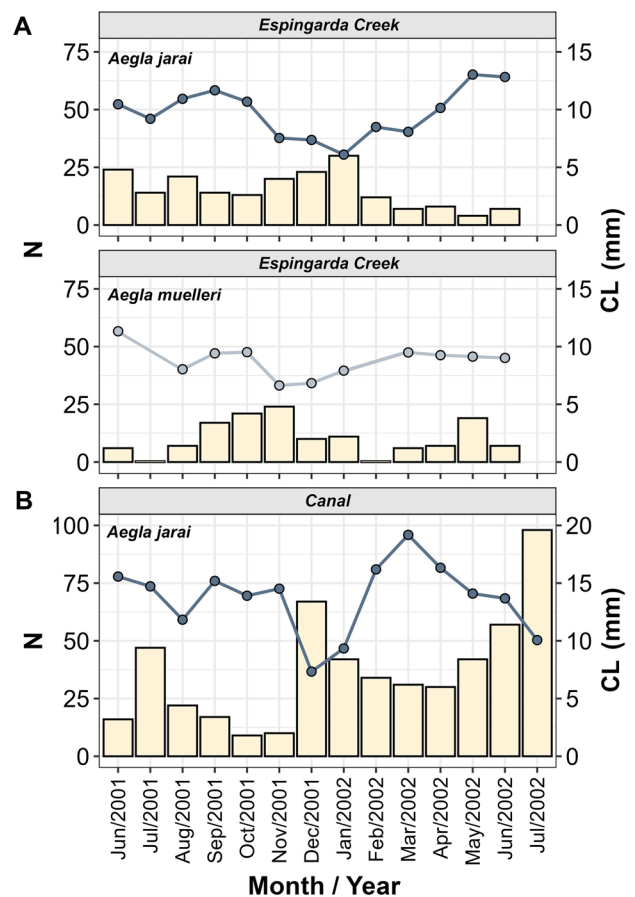 A
Espingarda Creek
Aegla jarai
75
50
25
0
15
10
5
0
Espingarda Creek
Aegla muelleri
75
50
25
0
15
10
5
0
N
CL (mm)
B
Canal
Aegla jarai
100
75
50
25
0
20
15
10
5
0
N
CL (mm)
Jun/2001
Jul/2001
Aug/2001
Sep/2001
Oct/2001
Nov/2001
Dec/2001
Jan/2002
Feb/2002
Mar/2002
Apr/2002
May/2002
Jun/2002
Jul/2002
Month / Year